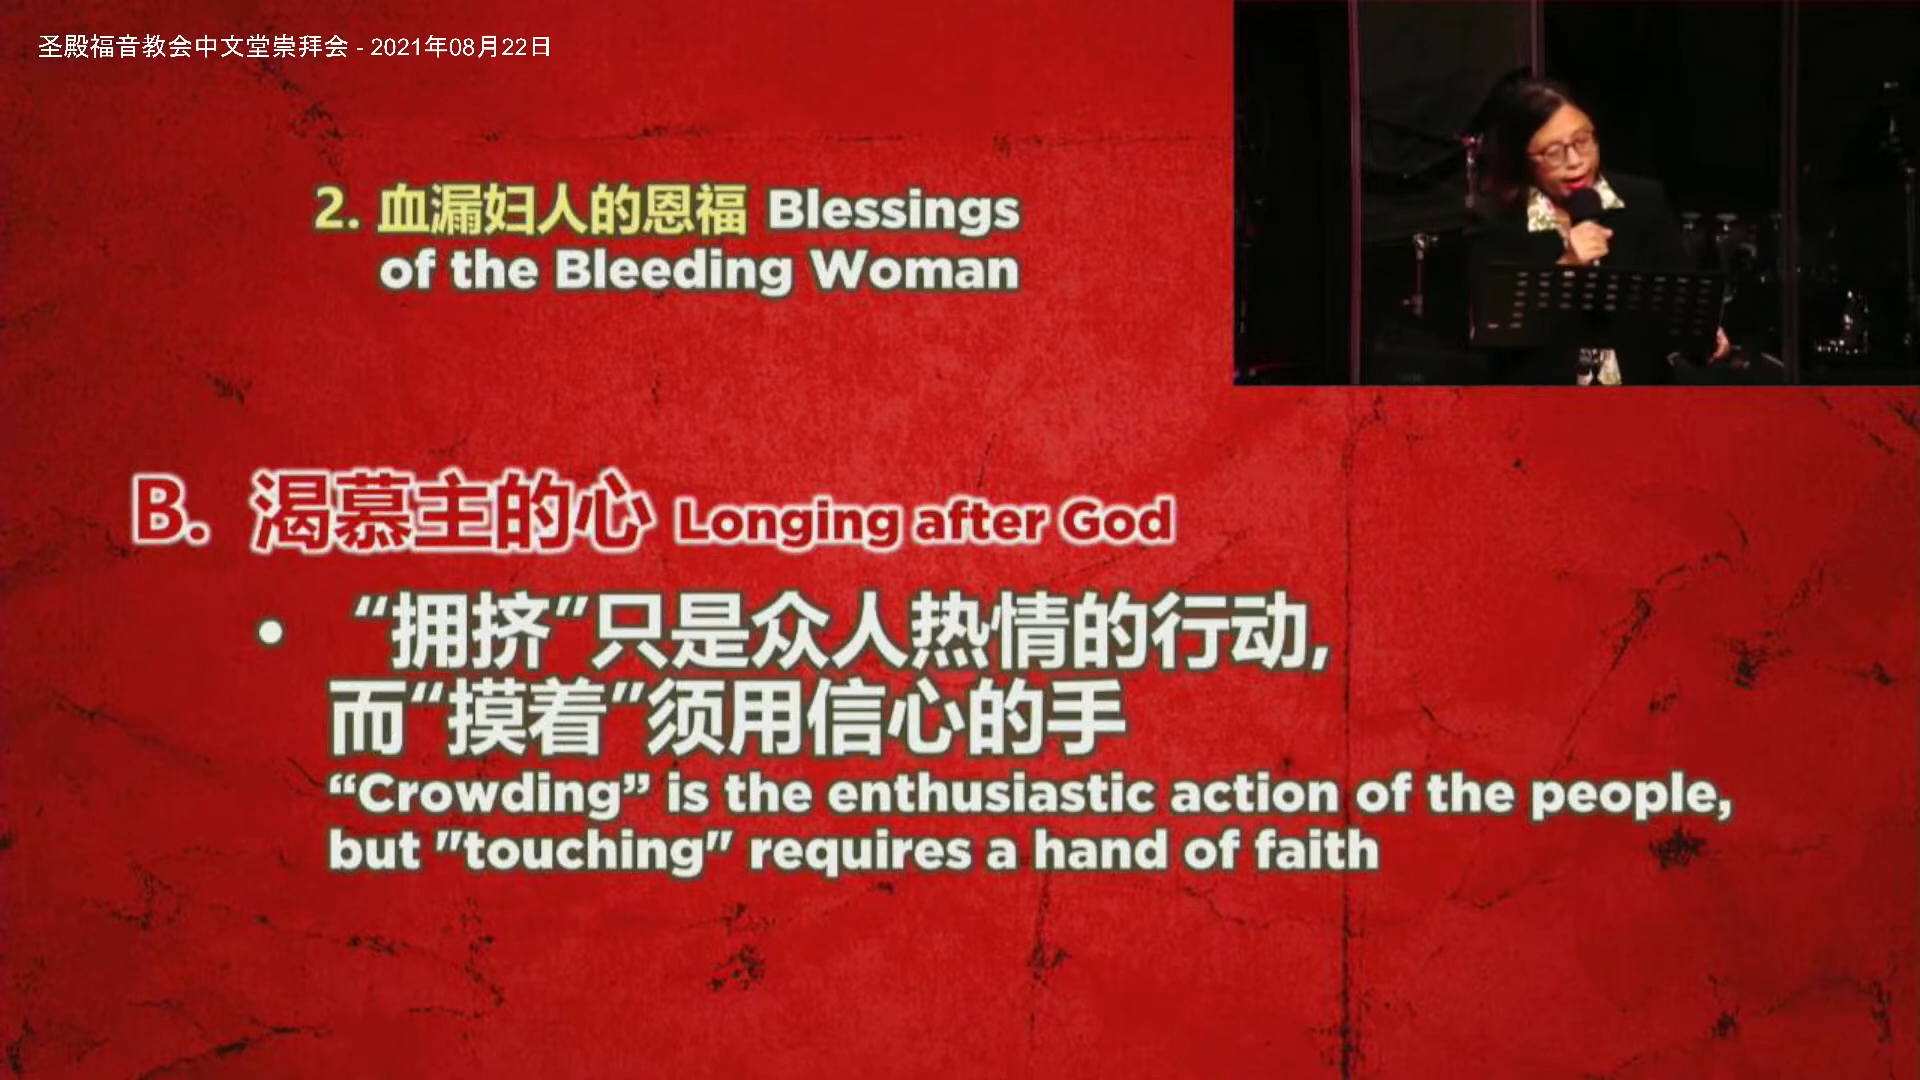 圣殿福音教会中文堂崇拜会 - 2021年08月22日
2. 血漏妇人的恩福 Blessings
of the Bleeding Woman
B. 渴慕主的心 Longing after God
• “拥挤”只是众人热情的行动,
而“摸着”须用信心的手
“Crowding” is the enthusiastic action of the people,
but "touching" requires a hand of faith